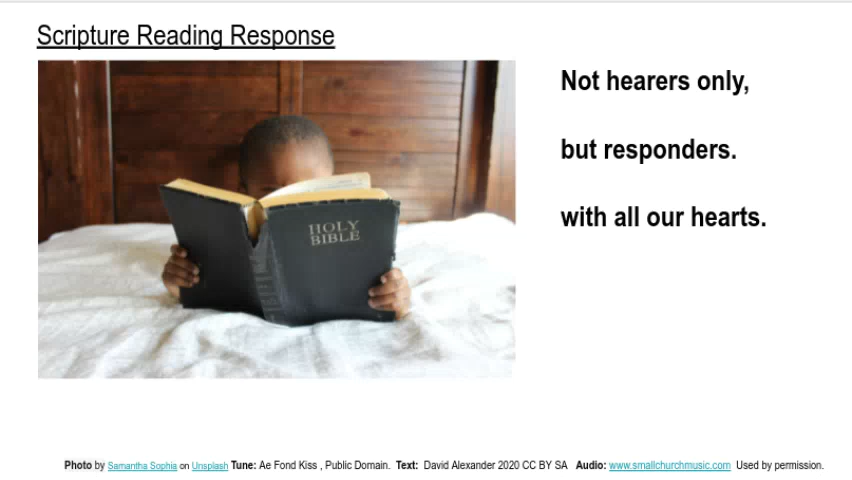 Scripture Reading Response
Not hearers only,
but responders.
with all our hearts.
HOLY
BIBLE
Photo by Samantha Sophia on Unsplash Tune: Ae Fond Kiss , Public Domain. Text: David Alexander 2020 CC BY SA Audio: www.smallchurchmusic.com Used by permission.